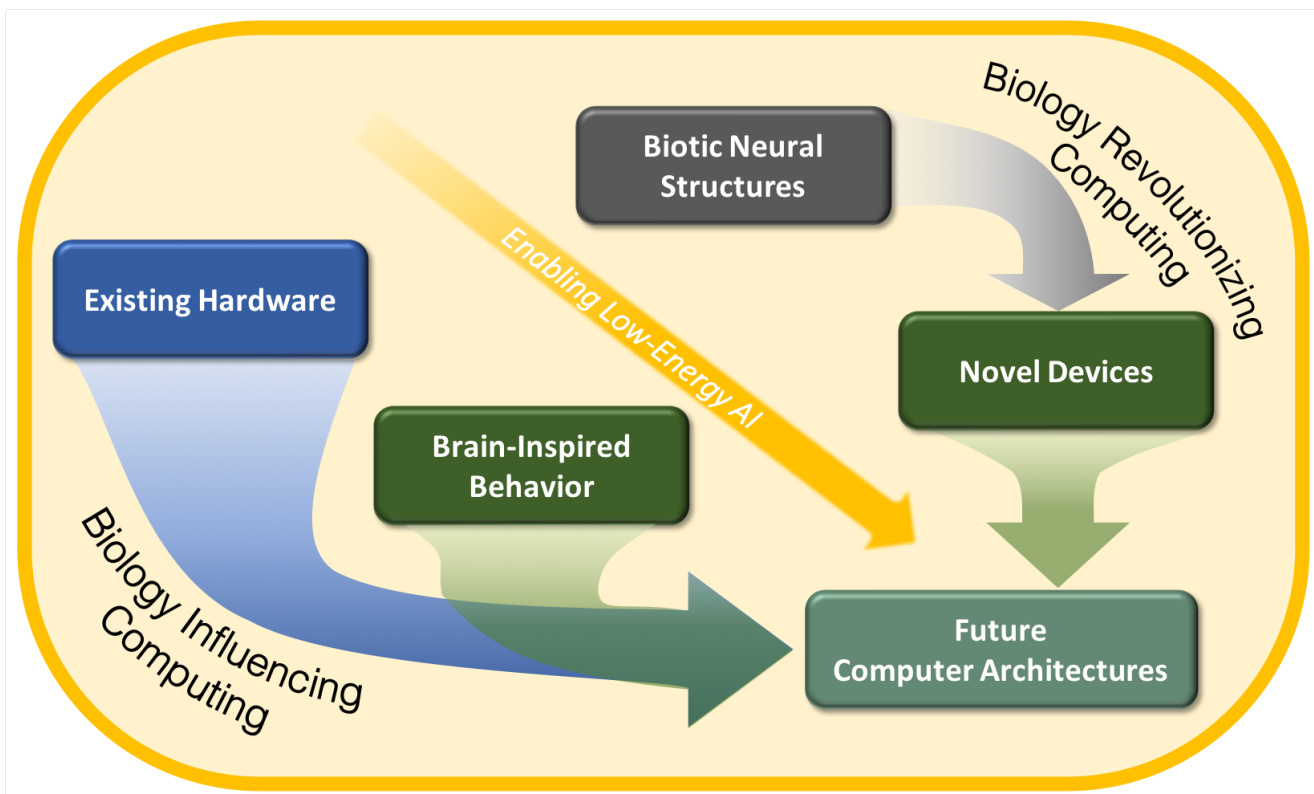 Biology Revolutionizing
Computing
Biotic Neural
Structures
Enabling Low-Energy AI
Existing Hardware
Novel Devices
Brain-Inspired
Behavior
Biology Influencing
Computing
Future
Computer Architectures